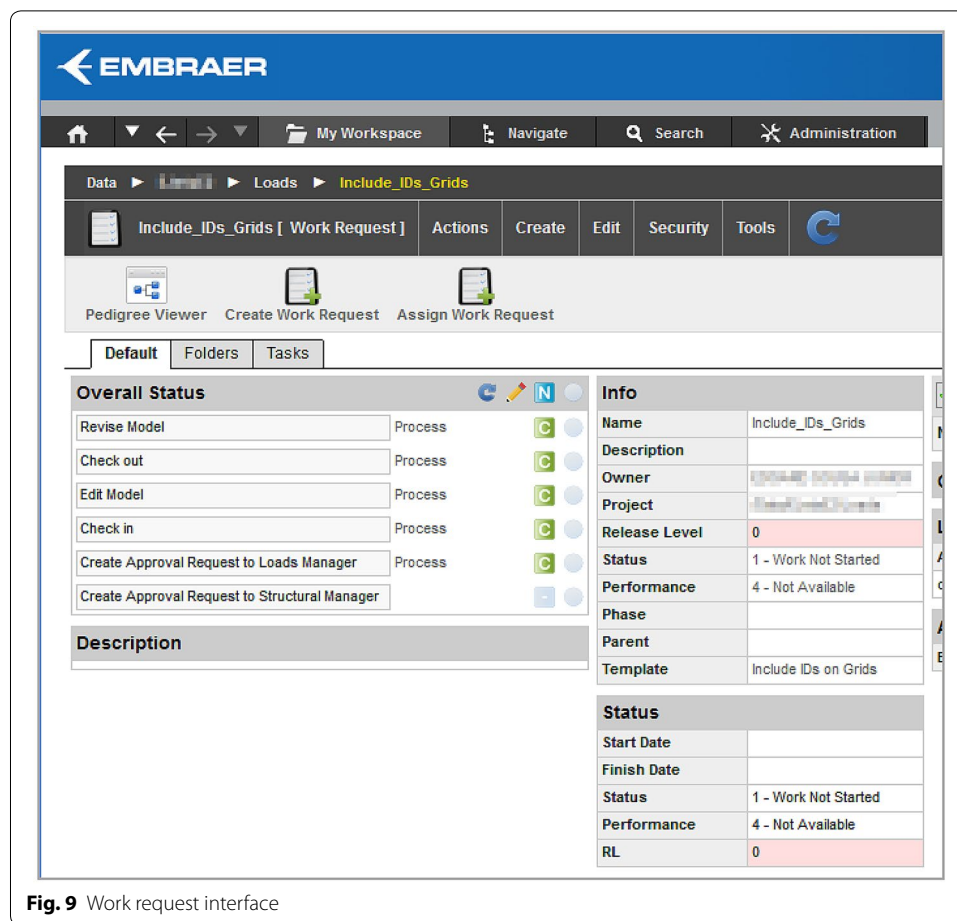 EMBRAER
My Workspace Navigate Search Administration
Data ▶ ▶ Loads ▶ Include_IDs_Grids
Include_IDs_Grids [ Work Request ] Actions Create Edit Security Tools
Pedigree Viewer Create Work Request Assign Work Request
Default Folders Tasks
Overall Status N
Revise Model Process C
Check out Process C
Edit Model Process C
Check in Process C
Create Approval Request to Loads Manager Process C
Create Approval Request to Structural Manager -
Description
Info
Name Include_IDs_Grids
Description
Owner
Project
Release Level 0
Status 1 - Work Not Started
Performance 4 - Not Available
Phase
Parent
Template Include IDs on Grids
Status
Start Date
Finish Date
Status 1 - Work Not Started
Performance 4 - Not Available
RL 0
Fig. 9 Work request interface